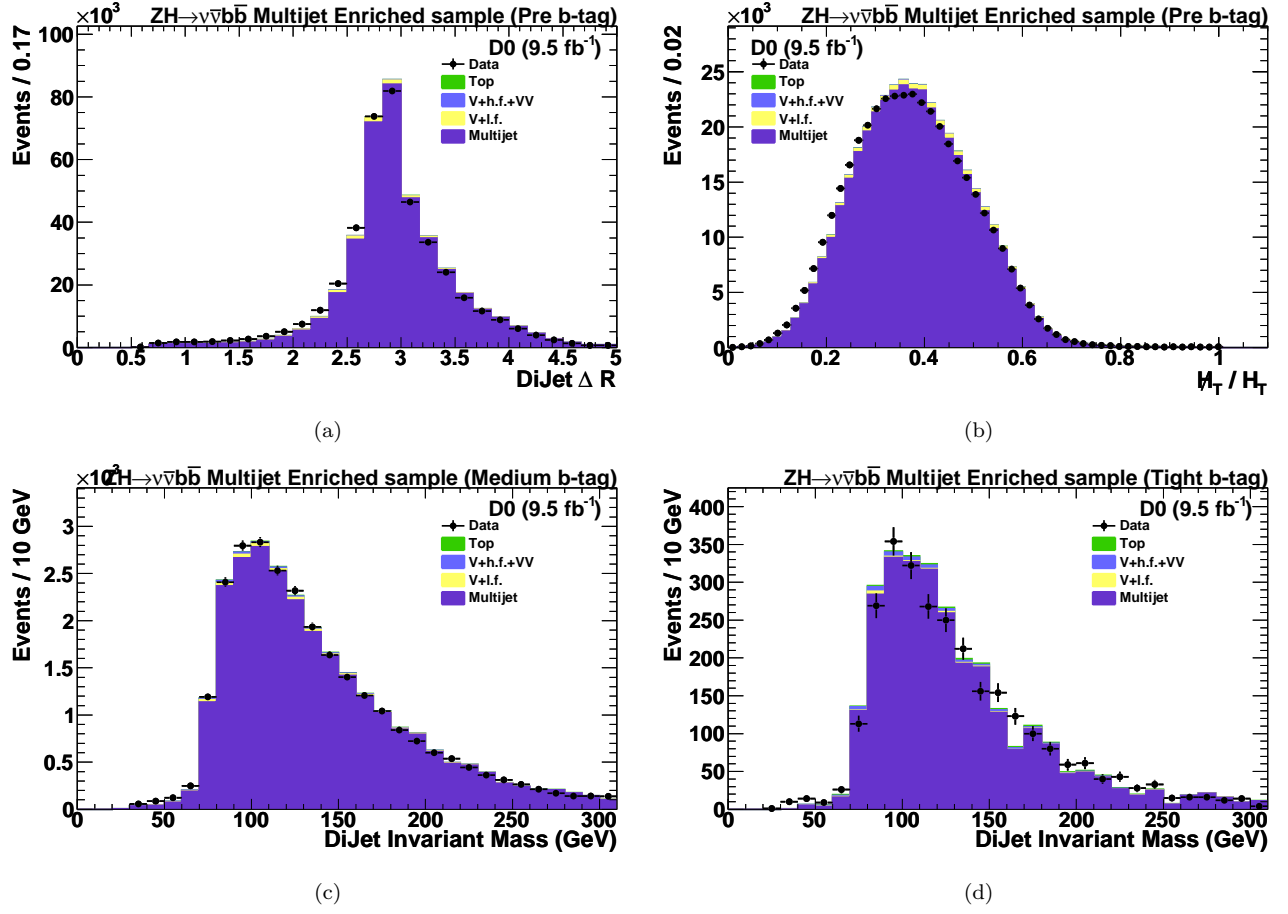 ×10³ ZH→νν̄bb̄ Multijet Enriched sample (Pre b-tag)
D0 (9.5 fb⁻¹)
Data
Top
V+h.f.+VV
V+l.f.
Multijet
Events / 0.17
100
80
60
40
20
0
0 0.5 1 1.5 2 2.5 3 3.5 4 4.5 5
DiJet Δ R
(a)
×10³ ZH→νν̄bb̄ Multijet Enriched sample (Pre b-tag)
D0 (9.5 fb⁻¹)
Data
Top
V+h.f.+VV
V+l.f.
Multijet
Events / 0.02
25
20
15
10
5
0
0 0.2 0.4 0.6 0.8 1
H̸_T / H_T
(b)
×10³ ZH→νν̄bb̄ Multijet Enriched sample (Medium b-tag)
D0 (9.5 fb⁻¹)
Data
Top
V+h.f.+VV
V+l.f.
Multijet
Events / 10 GeV
3
2.5
2
1.5
1
0.5
0
0 50 100 150 200 250 300
DiJet Invariant Mass (GeV)
(c)
ZH→νν̄bb̄ Multijet Enriched sample (Tight b-tag)
D0 (9.5 fb⁻¹)
Data
Top
V+h.f.+VV
V+l.f.
Multijet
Events / 10 GeV
400
350
300
250
200
150
100
50
0
0 50 100 150 200 250 300
DiJet Invariant Mass (GeV)
(d)